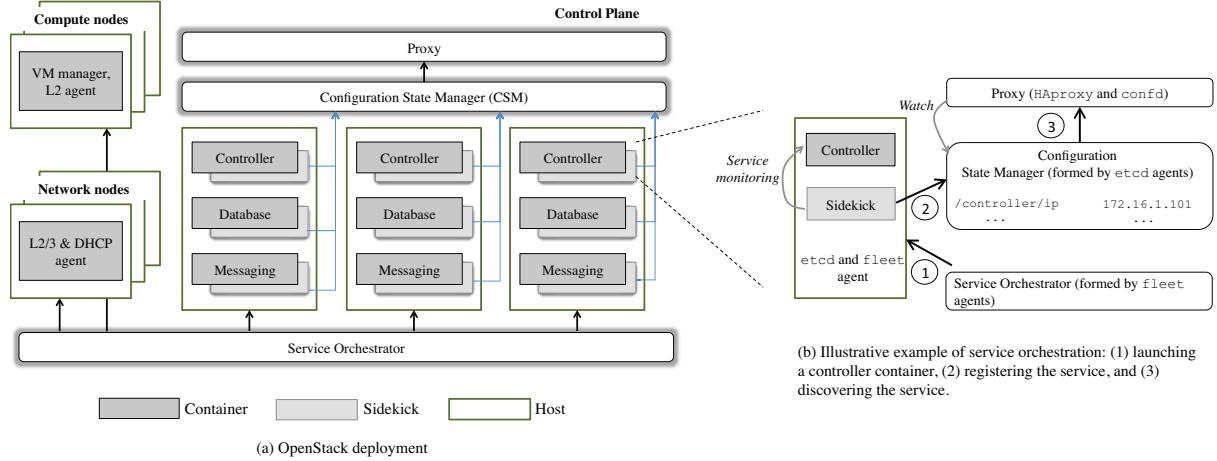 Compute nodes
VM manager,
L2 agent
Network nodes
L2/3 & DHCP
agent
Control Plane
Proxy
Configuration State Manager (CSM)
Controller
Database
Messaging
Controller
Database
Messaging
Controller
Database
Messaging
Service Orchestrator
Container
Sidekick
Host
(a) OpenStack deployment
Proxy (HAproxy and confd)
Watch
3
Configuration
State Manager (formed by etcd agents)
/controller/ip 172.16.1.101
... ...
Controller
Service
monitoring
Sidekick
2
etcd and fleet
agent
1
Service Orchestrator (formed by fleet
agents)
(b) Illustrative example of service orchestration: (1) launching
a controller container, (2) registering the service, and (3)
discovering the service.